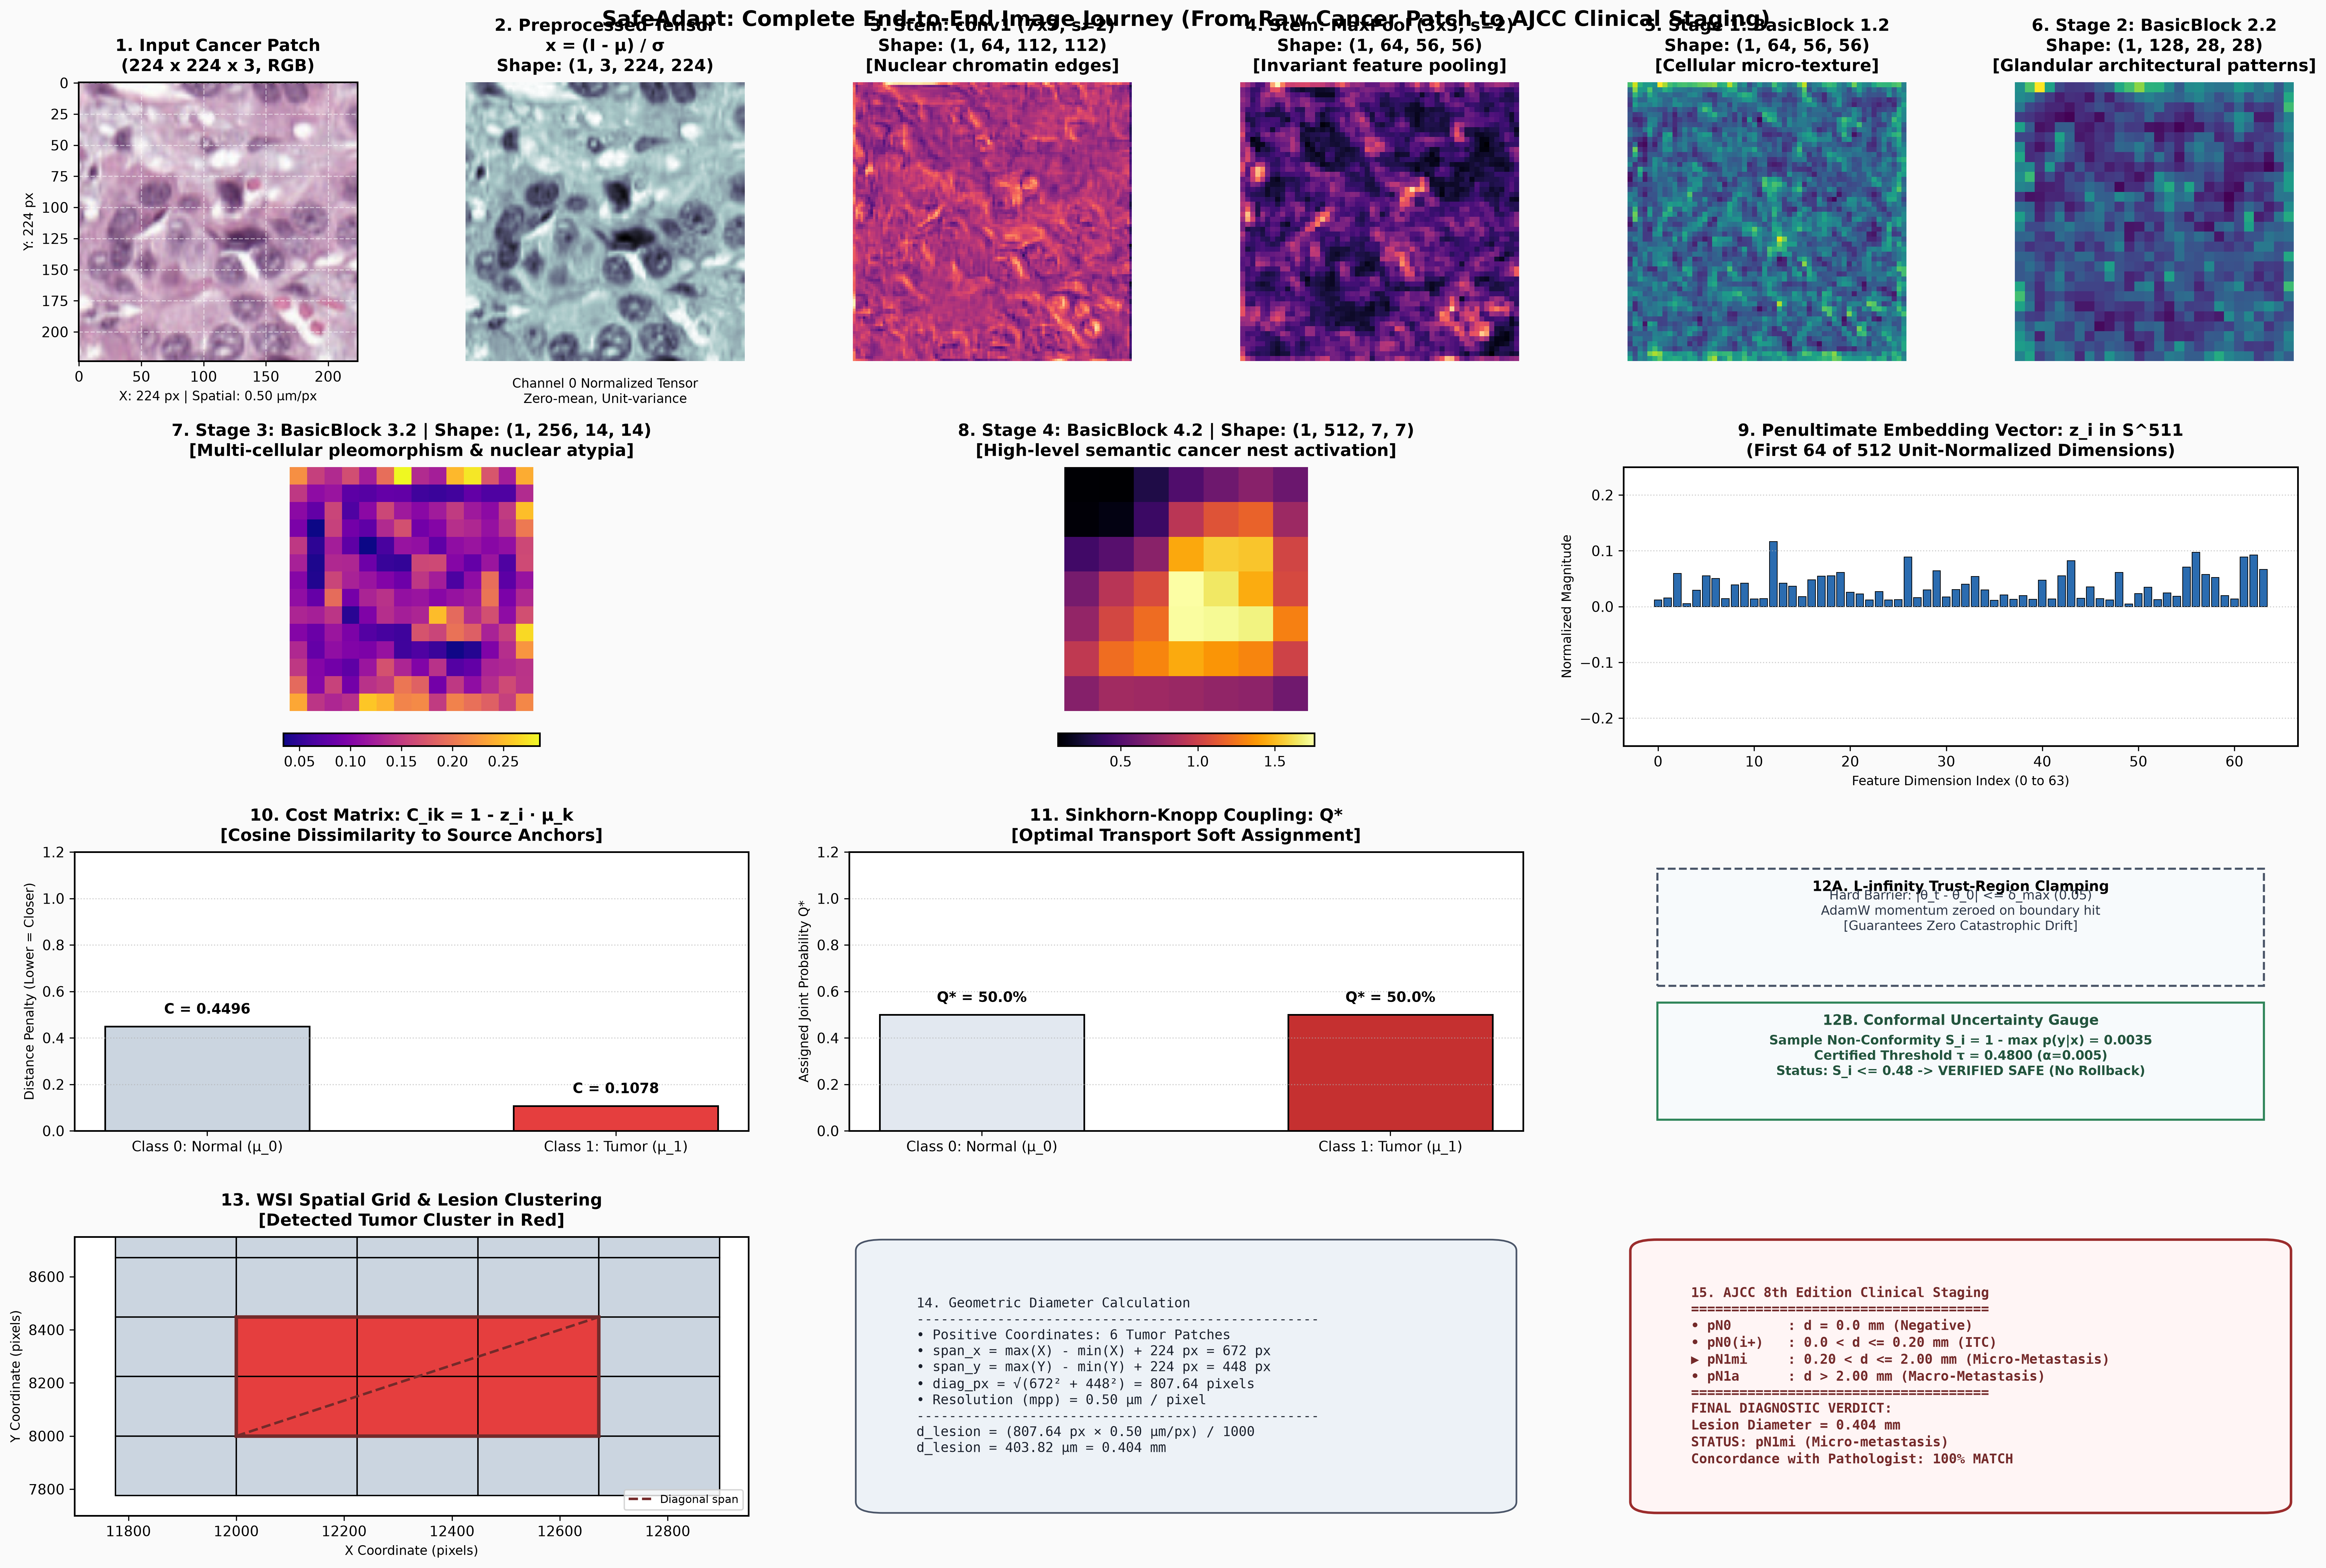 SafeAdapt: Complete End-to-End Image Journey (From Raw Cancer Patch to AJCC Clinical Staging)
1. Input Cancer Patch
(224 x 224 x 3, RGB)
0
25
50
75
100
125
150
175
200
Y: 224 px
0 50 100 150 200
X: 224 px | Spatial: 0.50 µm/px
2. Preprocessed Tensor
x = (I - µ) / σ
Shape: (1, 3, 224, 224)
Channel 0 Normalized Tensor
Zero-mean, Unit-variance
3. Stem: conv1 (7x7, s=2)
Shape: (1, 64, 112, 112)
[Nuclear chromatin edges]
4. Stem: MaxPool (3x3, s=2)
Shape: (1, 64, 56, 56)
[Invariant feature pooling]
5. Stage 1: BasicBlock 1.2
Shape: (1, 64, 56, 56)
[Cellular micro-texture]
6. Stage 2: BasicBlock 2.2
Shape: (1, 128, 28, 28)
[Glandular architectural patterns]
7. Stage 3: BasicBlock 3.2 | Shape: (1, 256, 14, 14)
[Multi-cellular pleomorphism & nuclear atypia]
0.05 0.10 0.15 0.20 0.25
8. Stage 4: BasicBlock 4.2 | Shape: (1, 512, 7, 7)
[High-level semantic cancer nest activation]
0.5 1.0 1.5
9. Penultimate Embedding Vector: z_i in S^511
(First 64 of 512 Unit-Normalized Dimensions)
Normalized Magnitude
0.2
0.1
0.0
−0.1
−0.2
0 10 20 30 40 50 60
Feature Dimension Index (0 to 63)
10. Cost Matrix: C_ik = 1 - z_i · µ_k
[Cosine Dissimilarity to Source Anchors]
Distance Penalty (Lower = Closer)
1.2
1.0
0.8
0.6
0.4
0.2
0.0
C = 0.4496
C = 0.1078
Class 0: Normal (µ_0)
Class 1: Tumor (µ_1)
11. Sinkhorn-Knopp Coupling: Q*
[Optimal Transport Soft Assignment]
Assigned Joint Probability Q*
1.2
1.0
0.8
0.6
0.4
0.2
0.0
Q* = 50.0%
Q* = 50.0%
Class 0: Normal (µ_0)
Class 1: Tumor (µ_1)
12A. L-infinity Trust-Region Clamping
Hard Barrier: |θ_t - θ_0| <= δ_max (0.05)
AdamW momentum zeroed on boundary hit
[Guarantees Zero Catastrophic Drift]
12B. Conformal Uncertainty Gauge
Sample Non-Conformity S_i = 1 - max p(y|x) = 0.0035
Certified Threshold τ = 0.4800 (α=0.005)
Status: S_i <= 0.48 -> VERIFIED SAFE (No Rollback)
13. WSI Spatial Grid & Lesion Clustering
[Detected Tumor Cluster in Red]
Y Coordinate (pixels)
8600
8400
8200
8000
7800
Diagonal span
11800 12000 12200 12400 12600 12800
X Coordinate (pixels)
14. Geometric Diameter Calculation
--------------------------------------------------
• Positive Coordinates: 6 Tumor Patches
• span_x = max(X) - min(X) + 224 px = 672 px
• span_y = max(Y) - min(Y) + 224 px = 448 px
• diag_px = √(672² + 448²) = 807.64 pixels
• Resolution (mpp) = 0.50 µm / pixel
--------------------------------------------------
d_lesion = (807.64 px × 0.50 µm/px) / 1000
d_lesion = 403.82 µm = 0.404 mm
15. AJCC 8th Edition Clinical Staging
=====================================
• pN0 : d = 0.0 mm (Negative)
• pN0(i+) : 0.0 < d <= 0.20 mm (ITC)
▶ pN1mi : 0.20 < d <= 2.00 mm (Micro-Metastasis)
• pN1a : d > 2.00 mm (Macro-Metastasis)
=====================================
FINAL DIAGNOSTIC VERDICT:
Lesion Diameter = 0.404 mm
STATUS: pN1mi (Micro-metastasis)
Concordance with Pathologist: 100% MATCH